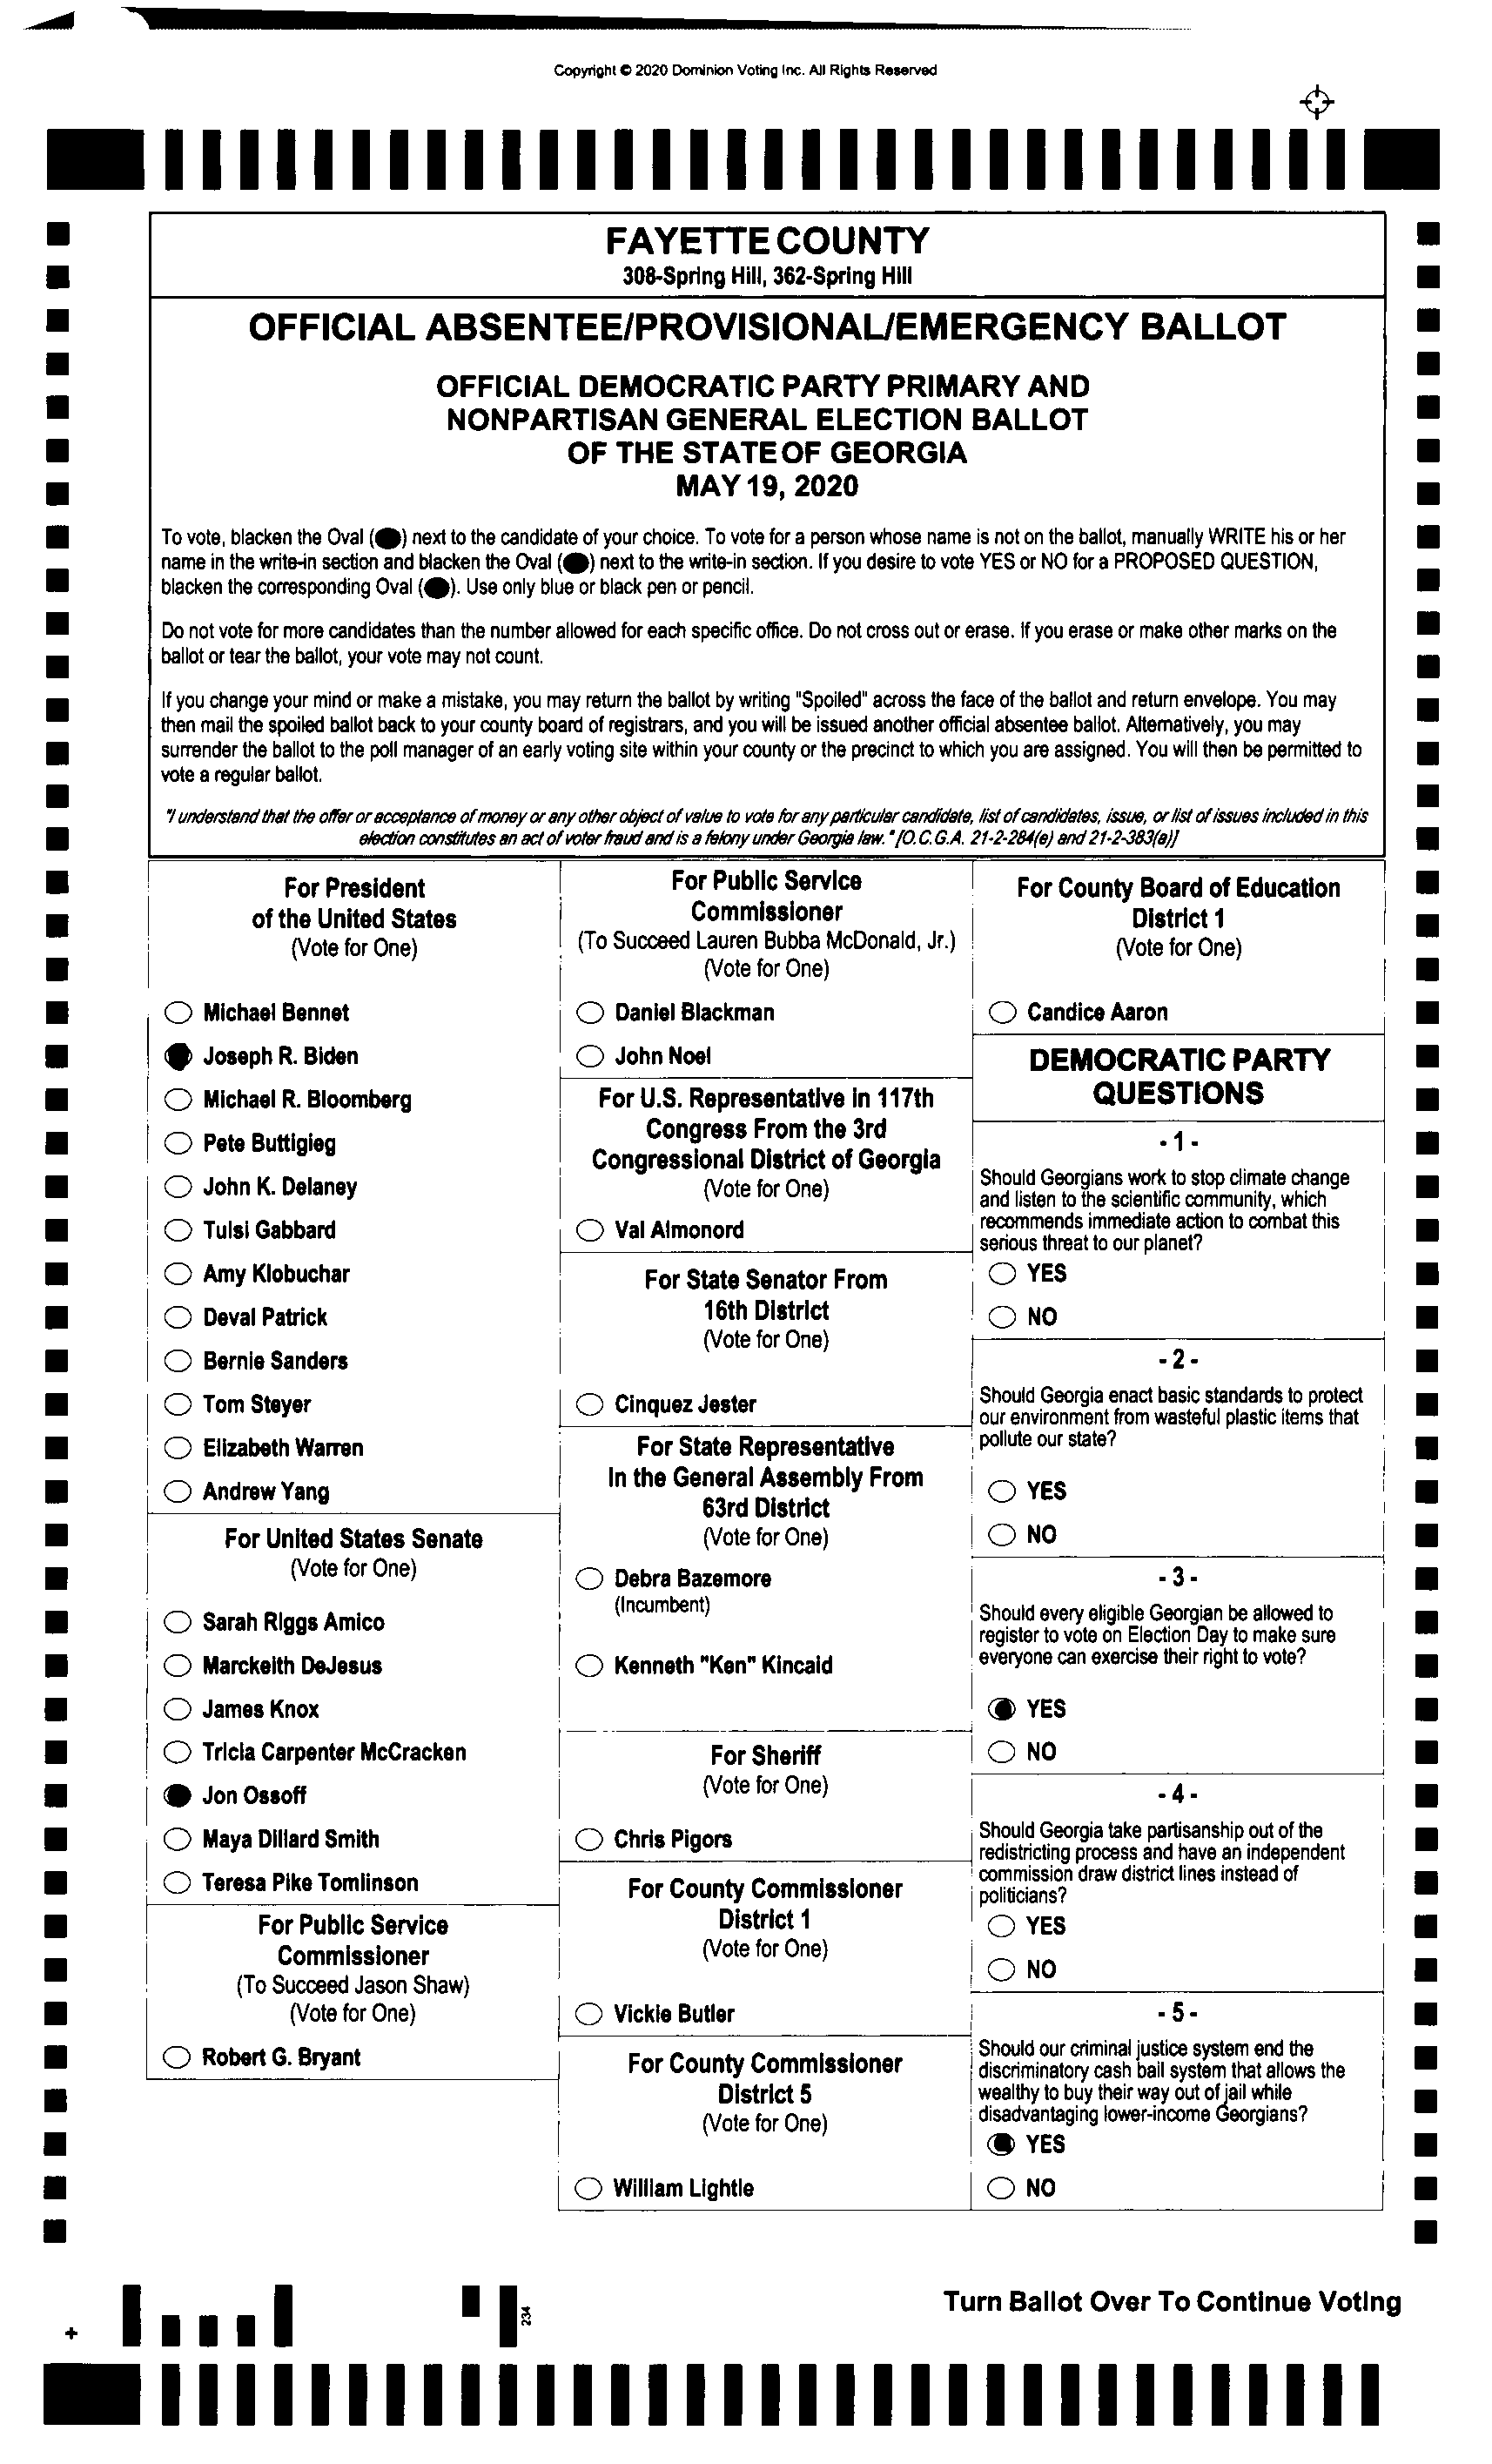 Copyright © 2020 Dominion Voting Inc. All Rights Reserved
FAYETTE COUNTY
308-Spring Hill, 362-Spring Hill
OFFICIAL ABSENTEE/PROVISIONAL/EMERGENCY BALLOT
OFFICIAL DEMOCRATIC PARTY PRIMARY AND
NONPARTISAN GENERAL ELECTION BALLOT
OF THE STATE OF GEORGIA
MAY 19, 2020
To vote, blacken the Oval ( ) next to the candidate of your choice. To vote for a person whose name is not on the ballot, manually WRITE his or her
name in the write-in section and blacken the Oval ( ) next to the write-in section. If you desire to vote YES or NO for a PROPOSED QUESTION,
blacken the corresponding Oval ( ). Use only blue or black pen or pencil.
Do not vote for more candidates than the number allowed for each specific office. Do not cross out or erase. If you erase or make other marks on the
ballot or tear the ballot, your vote may not count.
If you change your mind or make a mistake, you may return the ballot by writing "Spoiled" across the face of the ballot and return envelope. You may
then mail the spoiled ballot back to your county board of registrars, and you will be issued another official absentee ballot. Alternatively, you may
surrender the ballot to the poll manager of an early voting site within your county or the precinct to which you are assigned. You will then be permitted to
vote a regular ballot.
"I understand that the offer or acceptance of money or any other object of value to vote for any particular candidate, list of candidates, issue, or list of issues included in this
election constitutes an act of voter fraud and is a felony under Georgia law." [O.C.G.A. 21-2-284(e) and 21-2-383(a)]
For President
of the United States
(Vote for One)
Michael Bennet
Joseph R. Biden
Michael R. Bloomberg
Pete Buttigieg
John K. Delaney
Tulsi Gabbard
Amy Klobuchar
Deval Patrick
Bernie Sanders
Tom Steyer
Elizabeth Warren
Andrew Yang
For United States Senate
(Vote for One)
Sarah Riggs Amico
Marckeith DeJesus
James Knox
Tricia Carpenter McCracken
Jon Ossoff
Maya Dillard Smith
Teresa Pike Tomlinson
For Public Service
Commissioner
(To Succeed Jason Shaw)
(Vote for One)
Robert G. Bryant
For Public Service
Commissioner
(To Succeed Lauren Bubba McDonald, Jr.)
(Vote for One)
Daniel Blackman
John Noel
For U.S. Representative in 117th
Congress From the 3rd
Congressional District of Georgia
(Vote for One)
Val Almonord
For State Senator From
16th District
(Vote for One)
Cinquez Jester
For State Representative
In the General Assembly From
63rd District
(Vote for One)
Debra Bazemore
(Incumbent)
Kenneth "Ken" Kincaid
For Sheriff
(Vote for One)
Chris Pigors
For County Commissioner
District 1
(Vote for One)
Vickie Butler
For County Commissioner
District 5
(Vote for One)
William Lightle
For County Board of Education
District 1
(Vote for One)
Candice Aaron
DEMOCRATIC PARTY
QUESTIONS
- 1 -
Should Georgians work to stop climate change
and listen to the scientific community, which
recommends immediate action to combat this
serious threat to our planet?
YES
NO
- 2 -
Should Georgia enact basic standards to protect
our environment from wasteful plastic items that
pollute our state?
YES
NO
- 3 -
Should every eligible Georgian be allowed to
register to vote on Election Day to make sure
everyone can exercise their right to vote?
YES
NO
- 4 -
Should Georgia take partisanship out of the
redistricting process and have an independent
commission draw district lines instead of
politicians?
YES
NO
- 5 -
Should our criminal justice system end the
discriminatory cash bail system that allows the
wealthy to buy their way out of jail while
disadvantaging lower-income Georgians?
YES
NO
Turn Ballot Over To Continue Voting
234